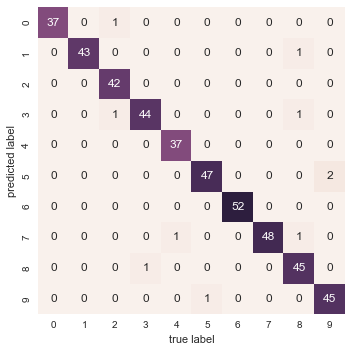 0 37 0 1 0 0 0 0 0 0 0
1 0 43 0 0 0 0 0 0 1 0
2 0 0 42 0 0 0 0 0 0 0
3 0 0 1 44 0 0 0 0 1 0
4 0 0 0 0 37 0 0 0 0 0
5 0 0 0 0 0 47 0 0 0 2
6 0 0 0 0 0 0 52 0 0 0
7 0 0 0 0 1 0 0 48 1 0
8 0 0 0 1 0 0 0 0 45 0
9 0 0 0 0 0 1 0 0 0 45
0 1 2 3 4 5 6 7 8 9
true label
predicted label